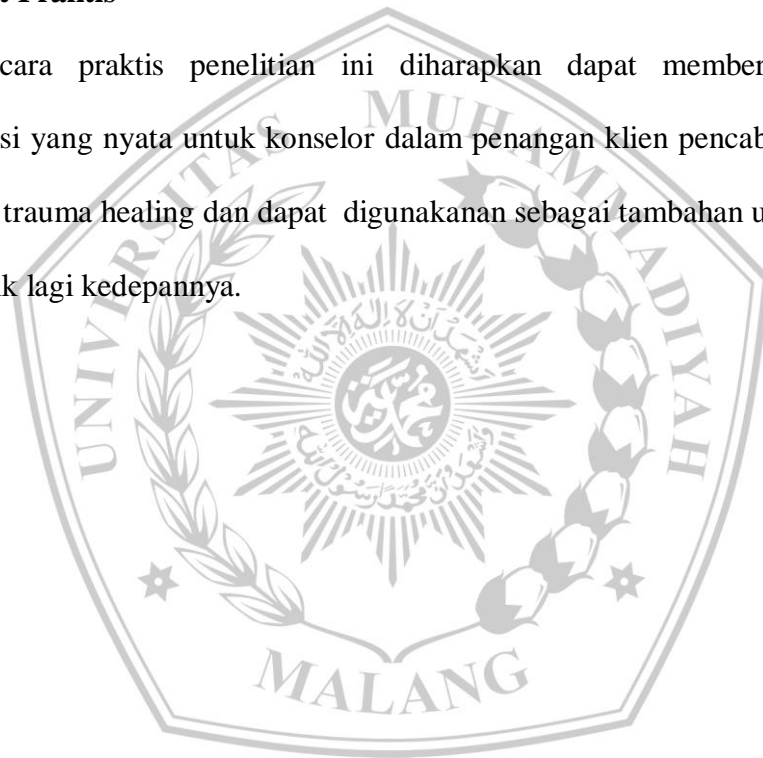 Praktis
cara praktis penelitian ini diharapkan dapat member
si yang nyata untuk konselor dalam penangan klien pencab
trauma healing dan dapat digunakanan sebagai tambahan u
k lagi kedepannya.
UNIVERSITAS MUHAMMADIYAH
MALANG